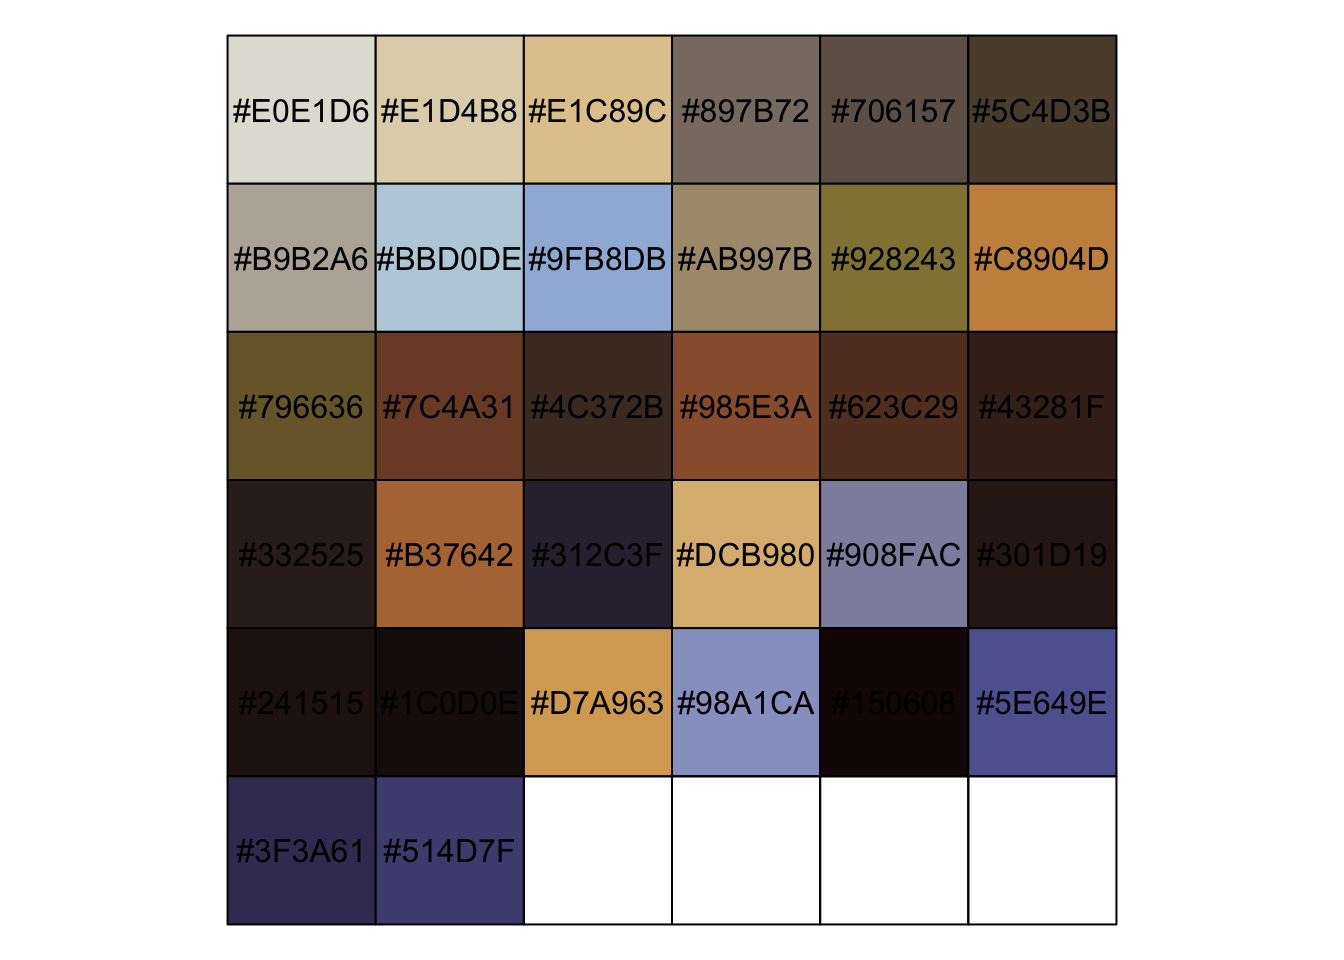 #E0E1D6 #E1D4B8 #E1C89C #897B72 #706157 #5C4D3B
#B9B2A6 #BBD0DE #9FB8DB #AB997B #928243 #C8904D
#796636 #7C4A31 #4C372B #985E3A #623C29 #43281F
#332525 #B37642 #312C3F #DCB980 #908FAC #301D19
#241515 #1C0D0E #D7A963 #98A1CA #150608 #5E649E
#3F3A61 #514D7F